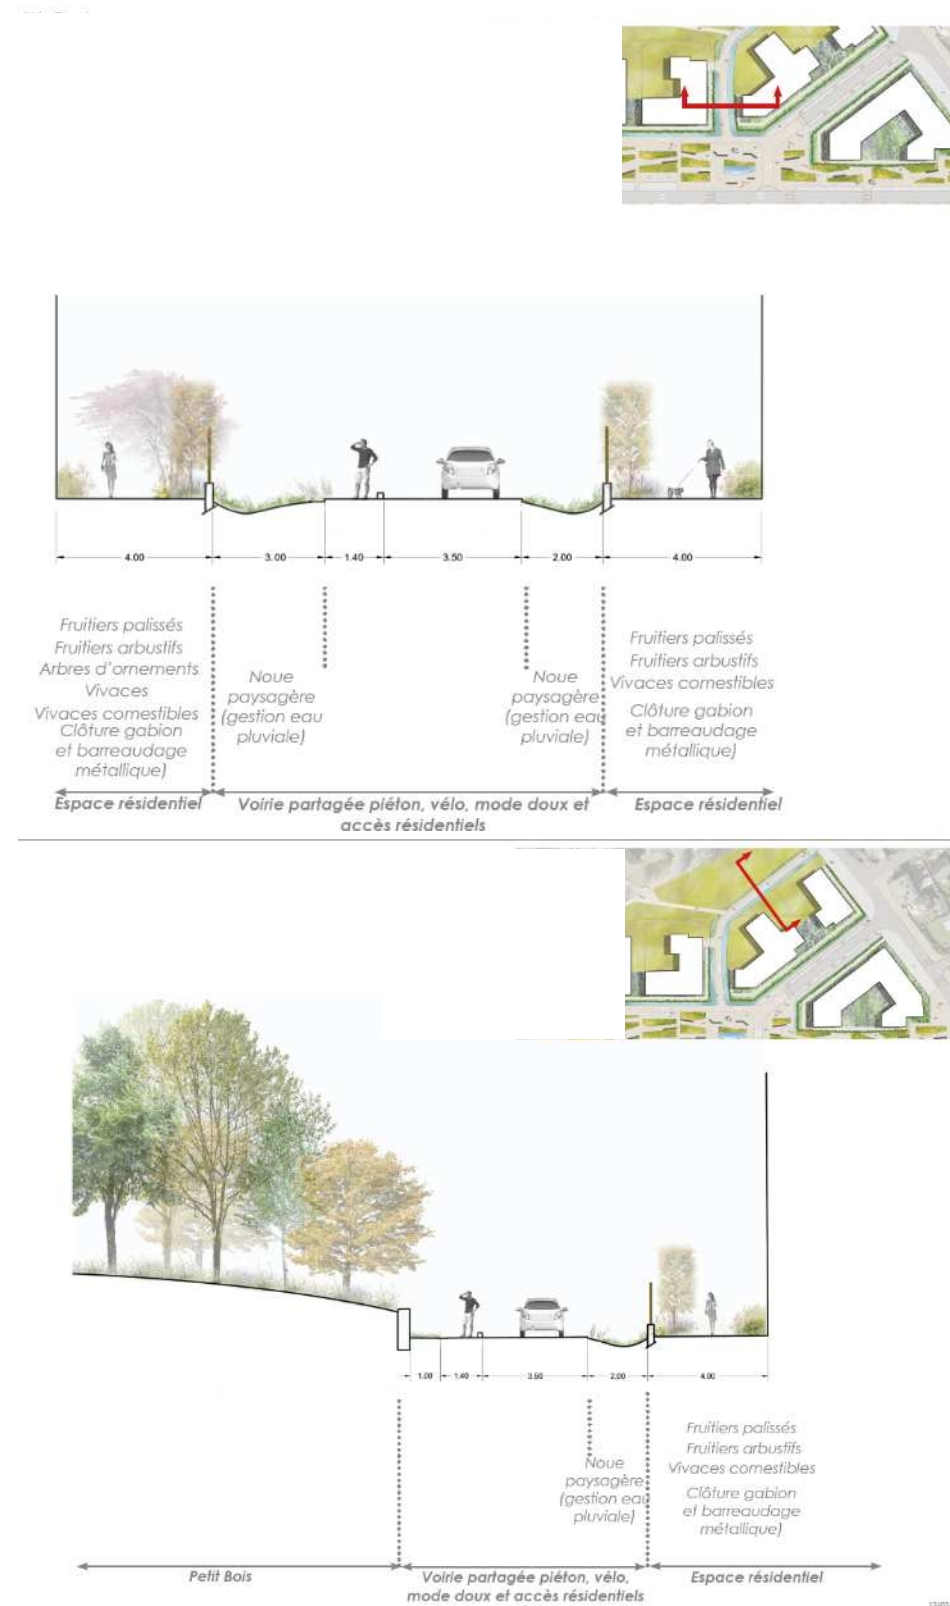 4.00
3.00
1.40
3.50
2.00
4.00
Fruitiers palissés
Fruitiers arbustifs
Arbres d'ornements
Vivaces
Vivaces comestibles
Clôture gabion
et barreaudage
métallique)
Noue
paysagère
(gestion eau
pluviale)
Noue
paysagère
(gestion eau
pluviale)
Fruitiers palissés
Fruitiers arbustifs
Vivaces comestibles
Clôture gabion
et barreaudage
métallique)
Espace résidentiel
Voirie partagée piéton, vélo, mode doux et
accès résidentiels
Espace résidentiel
1.00
1.40
3.50
2.00
4.00
Noue
paysagère
(gestion eau
pluviale)
Fruitiers palissés
Fruitiers arbustifs
Vivaces comestibles
Clôture gabion
et barreaudage
métallique)
Petit Bois
Voirie partagée piéton, vélo,
mode doux et accès résidentiels
Espace résidentiel